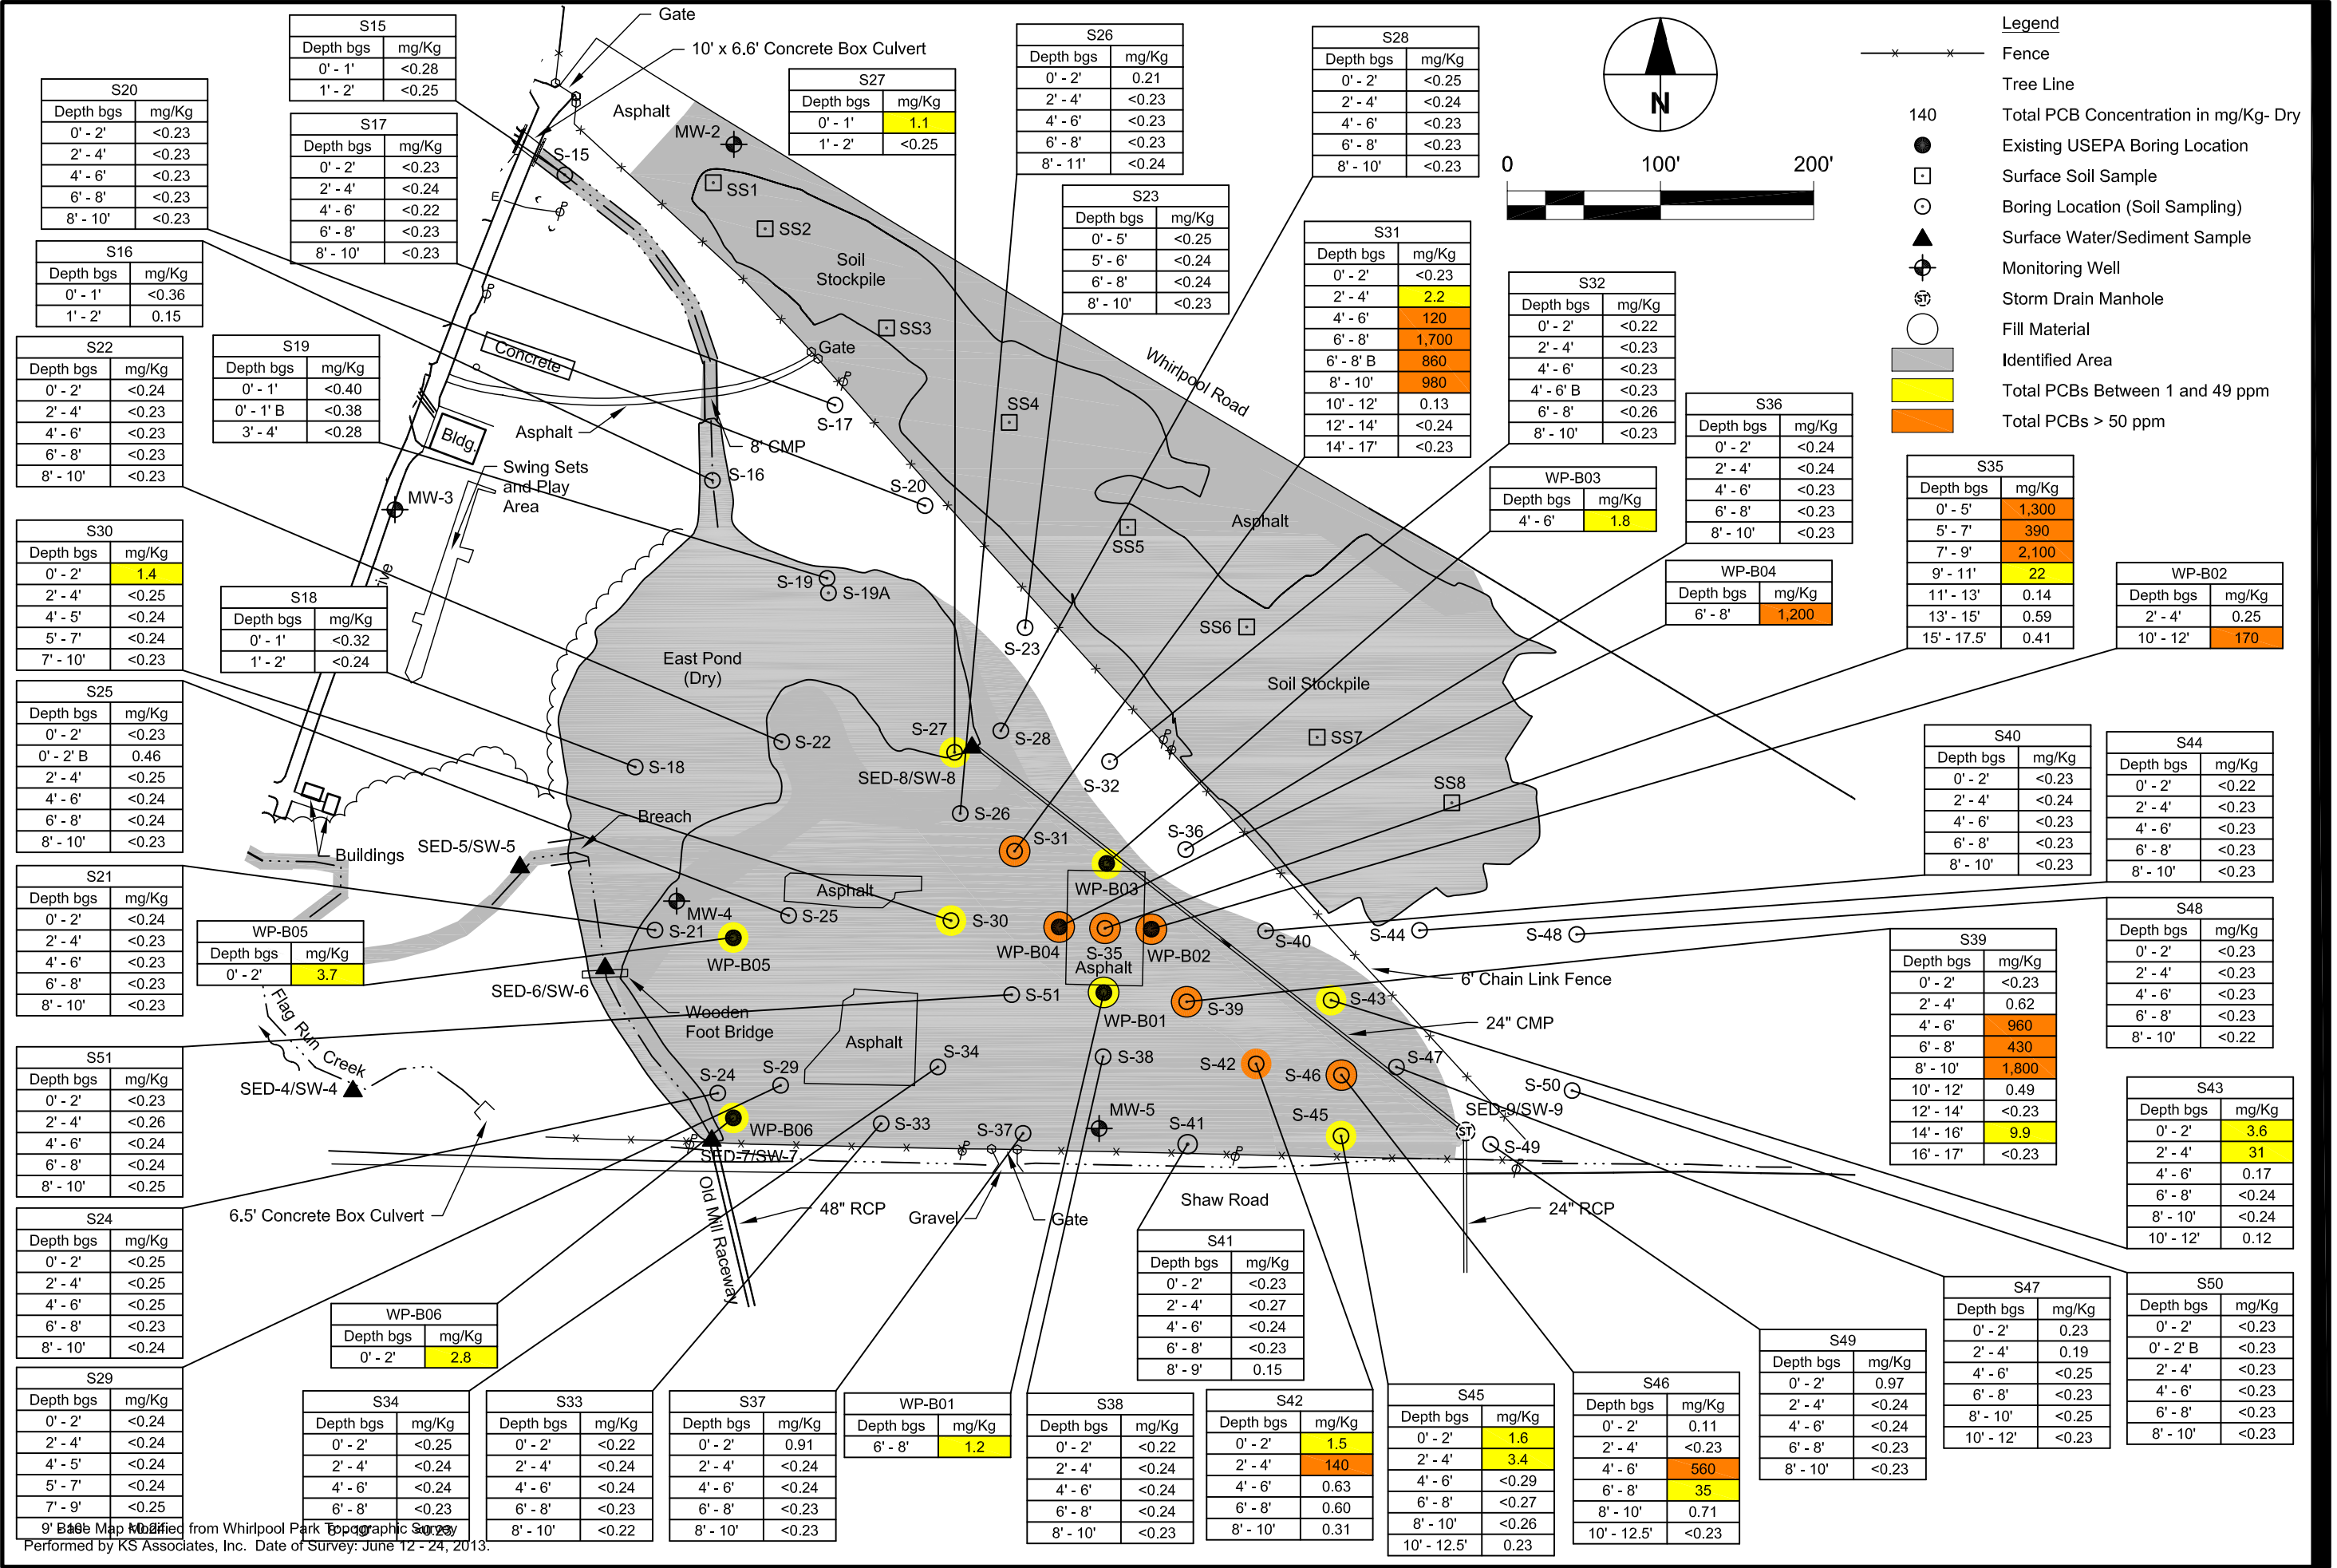 S15
Depth bgs mg/Kg
0' - 1' <0.28
1' - 2' <0.25
S20
Depth bgs mg/Kg
0' - 2' <0.23
2' - 4' <0.23
4' - 6' <0.23
6' - 8' <0.23
8' - 10' <0.23
S17
Depth bgs mg/Kg
0' - 2' <0.23
2' - 4' <0.24
4' - 6' <0.22
6' - 8' <0.23
8' - 10' <0.23
S16
Depth bgs mg/Kg
0' - 1' <0.36
1' - 2' 0.15
S22
Depth bgs mg/Kg
0' - 2' <0.24
2' - 4' <0.23
4' - 6' <0.23
6' - 8' <0.23
8' - 10' <0.23
S19
Depth bgs mg/Kg
0' - 1' <0.40
0' - 1' B <0.38
3' - 4' <0.28
S30
Depth bgs mg/Kg
0' - 2' 1.4
2' - 4' <0.25
4' - 5' <0.24
5' - 7' <0.24
7' - 10' <0.23
S18
Depth bgs mg/Kg
0' - 1' <0.32
1' - 2' <0.24
S25
Depth bgs mg/Kg
0' - 2' <0.23
0' - 2' B 0.46
2' - 4' <0.25
4' - 6' <0.24
6' - 8' <0.24
8' - 10' <0.23
S21
Depth bgs mg/Kg
0' - 2' <0.24
2' - 4' <0.23
4' - 6' <0.23
6' - 8' <0.23
8' - 10' <0.23
WP-B05
Depth bgs mg/Kg
0' - 2' 3.7
S51
Depth bgs mg/Kg
0' - 2' <0.23
2' - 4' <0.26
4' - 6' <0.24
6' - 8' <0.24
8' - 10' <0.25
S24
Depth bgs mg/Kg
0' - 2' <0.25
2' - 4' <0.25
4' - 6' <0.25
6' - 8' <0.23
8' - 10' <0.24
S29
Depth bgs mg/Kg
0' - 2' <0.24
2' - 4' <0.24
4' - 5' <0.24
5' - 7' <0.24
7' - 9' <0.25
9' - 10' <0.24
WP-B06
Depth bgs mg/Kg
0' - 2' 2.8
S34
Depth bgs mg/Kg
0' - 2' <0.25
2' - 4' <0.24
4' - 6' <0.24
6' - 8' <0.23
8' - 10' <0.23
S33
Depth bgs mg/Kg
0' - 2' <0.22
2' - 4' <0.24
4' - 6' <0.24
6' - 8' <0.23
8' - 10' <0.22
S37
Depth bgs mg/Kg
0' - 2' 0.91
2' - 4' <0.24
4' - 6' <0.24
6' - 8' <0.23
8' - 10' <0.23
WP-B01
Depth bgs mg/Kg
6' - 8' 1.2
S38
Depth bgs mg/Kg
0' - 2' <0.22
2' - 4' <0.24
4' - 6' <0.24
6' - 8' <0.24
8' - 10' <0.23
S41
Depth bgs mg/Kg
0' - 2' <0.23
2' - 4' <0.27
4' - 6' <0.24
6' - 8' <0.23
8' - 9' 0.15
S42
Depth bgs mg/Kg
0' - 2' 1.5
2' - 4' 140
4' - 6' 0.63
6' - 8' 0.60
8' - 10' 0.31
S45
Depth bgs mg/Kg
0' - 2' 1.6
2' - 4' 3.4
4' - 6' <0.29
6' - 8' <0.27
8' - 10' <0.26
10' - 12.5' 0.23
S46
Depth bgs mg/Kg
0' - 2' 0.11
2' - 4' <0.23
4' - 6' 560
6' - 8' 35
8' - 10' 0.71
10' - 12.5' <0.23
S49
Depth bgs mg/Kg
0' - 2' 0.97
2' - 4' <0.24
4' - 6' <0.24
6' - 8' <0.23
8' - 10' <0.23
S47
Depth bgs mg/Kg
0' - 2' 0.23
2' - 4' 0.19
4' - 6' <0.25
6' - 8' <0.23
8' - 10' <0.25
10' - 12' <0.23
S50
Depth bgs mg/Kg
0' - 2' <0.23
0' - 2' B <0.23
2' - 4' <0.23
4' - 6' <0.23
6' - 8' <0.23
8' - 10' <0.23
S43
Depth bgs mg/Kg
0' - 2' 3.6
2' - 4' 31
4' - 6' 0.17
6' - 8' <0.24
8' - 10' <0.24
10' - 12' 0.12
S39
Depth bgs mg/Kg
0' - 2' <0.23
2' - 4' 0.62
4' - 6' 960
6' - 8' 430
8' - 10' 1,800
10' - 12' 0.49
12' - 14' <0.23
14' - 16' 9.9
16' - 17' <0.23
S48
Depth bgs mg/Kg
0' - 2' <0.23
2' - 4' <0.23
4' - 6' <0.23
6' - 8' <0.23
8' - 10' <0.22
S40
Depth bgs mg/Kg
0' - 2' <0.23
2' - 4' <0.24
4' - 6' <0.23
6' - 8' <0.23
8' - 10' <0.23
S44
Depth bgs mg/Kg
0' - 2' <0.22
2' - 4' <0.23
4' - 6' <0.23
6' - 8' <0.23
8' - 10' <0.23
S35
Depth bgs mg/Kg
0' - 5' 1,300
5' - 7' 390
7' - 9' 2,100
9' - 11' 22
11' - 13' 0.14
13' - 15' 0.59
15' - 17.5' 0.41
WP-B02
Depth bgs mg/Kg
2' - 4' 0.25
10' - 12' 170
WP-B04
Depth bgs mg/Kg
6' - 8' 1,200
S36
Depth bgs mg/Kg
0' - 2' <0.24
2' - 4' <0.24
4' - 6' <0.23
6' - 8' <0.23
8' - 10' <0.23
WP-B03
Depth bgs mg/Kg
4' - 6' 1.8
S32
Depth bgs mg/Kg
0' - 2' <0.22
2' - 4' <0.23
4' - 6' <0.23
4' - 6' B <0.23
6' - 8' <0.26
8' - 10' <0.23
S31
Depth bgs mg/Kg
0' - 2' <0.23
2' - 4' 2.2
4' - 6' 120
6' - 8' 1,700
6' - 8' B 860
8' - 10' 980
10' - 12' 0.13
12' - 14' <0.24
14' - 17' <0.23
S28
Depth bgs mg/Kg
0' - 2' <0.25
2' - 4' <0.24
4' - 6' <0.23
6' - 8' <0.23
8' - 10' <0.23
S23
Depth bgs mg/Kg
0' - 5' <0.25
5' - 6' <0.24
6' - 8' <0.24
8' - 10' <0.23
S26
Depth bgs mg/Kg
0' - 2' 0.21
2' - 4' <0.23
4' - 6' <0.23
6' - 8' <0.23
8' - 11' <0.24
S27
Depth bgs mg/Kg
0' - 1' 1.1
1' - 2' <0.25
N
0 100' 200'
Legend
Fence
Tree Line
140 Total PCB Concentration in mg/Kg- Dry
Existing USEPA Boring Location
Surface Soil Sample
Boring Location (Soil Sampling)
Surface Water/Sediment Sample
Monitoring Well
ST Storm Drain Manhole
Fill Material
Identified Area
Total PCBs Between 1 and 49 ppm
Total PCBs > 50 ppm
Gate
10' x 6.6' Concrete Box Culvert
Asphalt
MW-2
S-15
E
SS1
SS2
Soil
Stockpile
SS3
Gate
Concrete
Whirlpool Road
SS4
S-17
Asphalt
8' CMP
Bldg.
Swing Sets
and Play
Area
S-16
MW-3
S-20
Asphalt
SS5
ive
S-19
S-19A
SS6
S-23
East Pond
(Dry)
Soil Stockpile
S-27
S-28
S-22
SS7
S-18
SED-8/SW-8
S-32
SS8
S-26
Breach
S-31
S-36
SED-5/SW-5
Buildings
Asphalt
WP-B03
MW-4
S-25
S-30
S-21
WP-B05
WP-B04
S-35
Asphalt
WP-B02
S-40
S-44
S-48
6' Chain Link Fence
SED-6/SW-6
S-51
S-39
S-43
Wooden
Foot Bridge
WP-B01
24" CMP
Flag Run Creek
Asphalt
S-34
S-38
S-42
S-46
S-47
SED-4/SW-4
S-24
S-29
S-50
SED-9/SW-9
WP-B06
S-33
S-37
MW-5
S-41
S-45
ST
S-49
SED-7/SW-7
Old Mill Raceway
6.5' Concrete Box Culvert
48" RCP
Gravel
Gate
Shaw Road
24" RCP
Base Map Modified from Whirlpool Park Topographic Survey
Performed by KS Associates, Inc. Date of Survey: June 12 - 24, 2013.